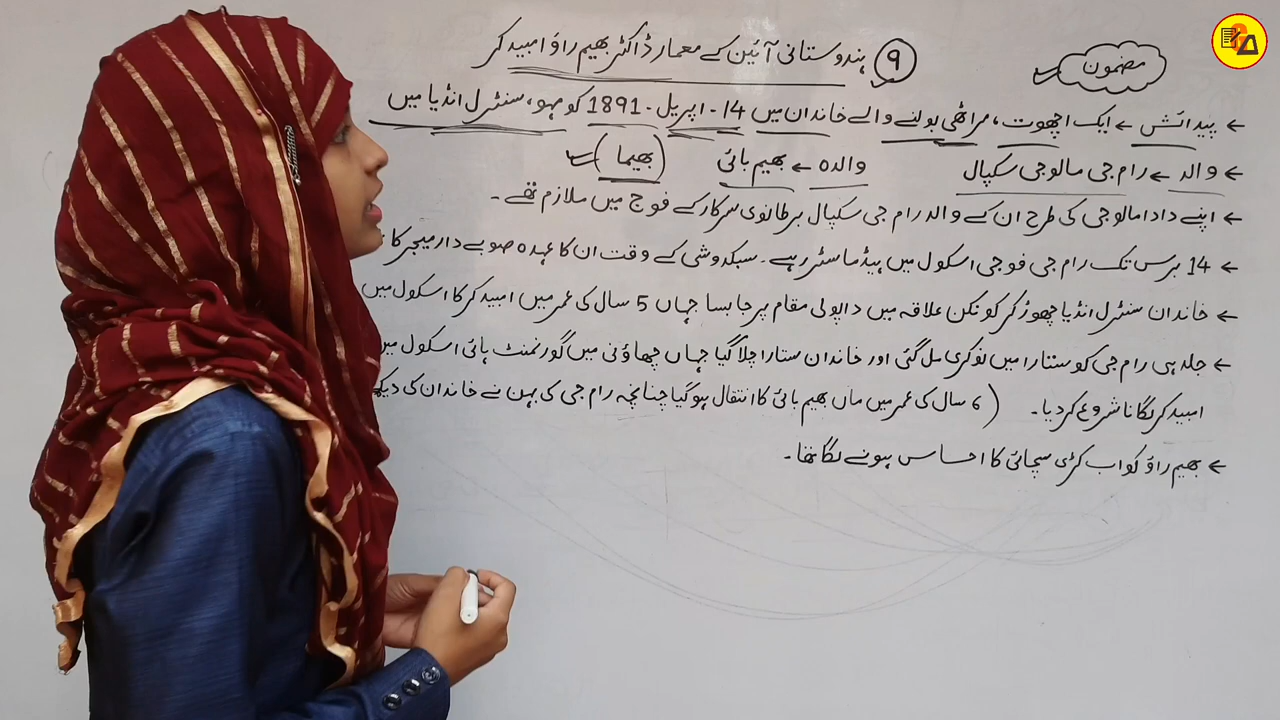 مضمون
۹ ہندوستانی آئین کے معمار ڈاکٹر بھیم راؤ امبیدکر
← پیدائش ← ایک اچھوت، مراٹھی بولنے والے خاندان میں 14 - اپریل - 1891 کو مہو، سنٹرل انڈیا میں
← والد ← رام جی مالوجی سکپال والدہ ← بھیم بائی (بھیما)
← اپنے دادا مالوجی کی طرح ان کے والد رام جی سکپال برطانوی سرکار کے فوج میں ملازم تھے ۔
← 14 برس تک رام جی فوجی اسکول میں ہیڈ ماسٹر رہے ۔ سبکدوشی کے وقت ان کا عہدہ صوبے دار میجر کا
← خاندان سنٹرل انڈیا چھوڑ کر کونکن علاقہ میں داپولی مقام پر جا بسا جہاں 5 سال کی عمر میں امبیدکر کا اسکول میں
← جلد ہی رام جی کو ستارا میں نوکری مل گئی اور خاندان ستارا چلا گیا جہاں چھاؤنی میں گورنمنٹ ہائی اسکول میں
امبیدکر نگانا شروع کر دیا ۔ ( 6 سال کی عمر میں ماں بھیم بائی کا انتقال ہو گیا چنانچہ رام جی کی بہن نے خاندان کی
← بھیم راؤ کو اب کڑی سچائی کا احساس ہونے لگا تھا ۔